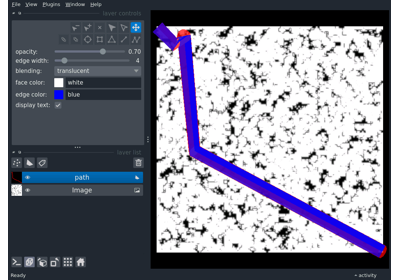 File View Plugins Window Help
layer controls
opacity: 0.70
edge width: 4
blending: translucent
face color: white
edge color: blue
display text:
layer list
path
Image
Ready
activity